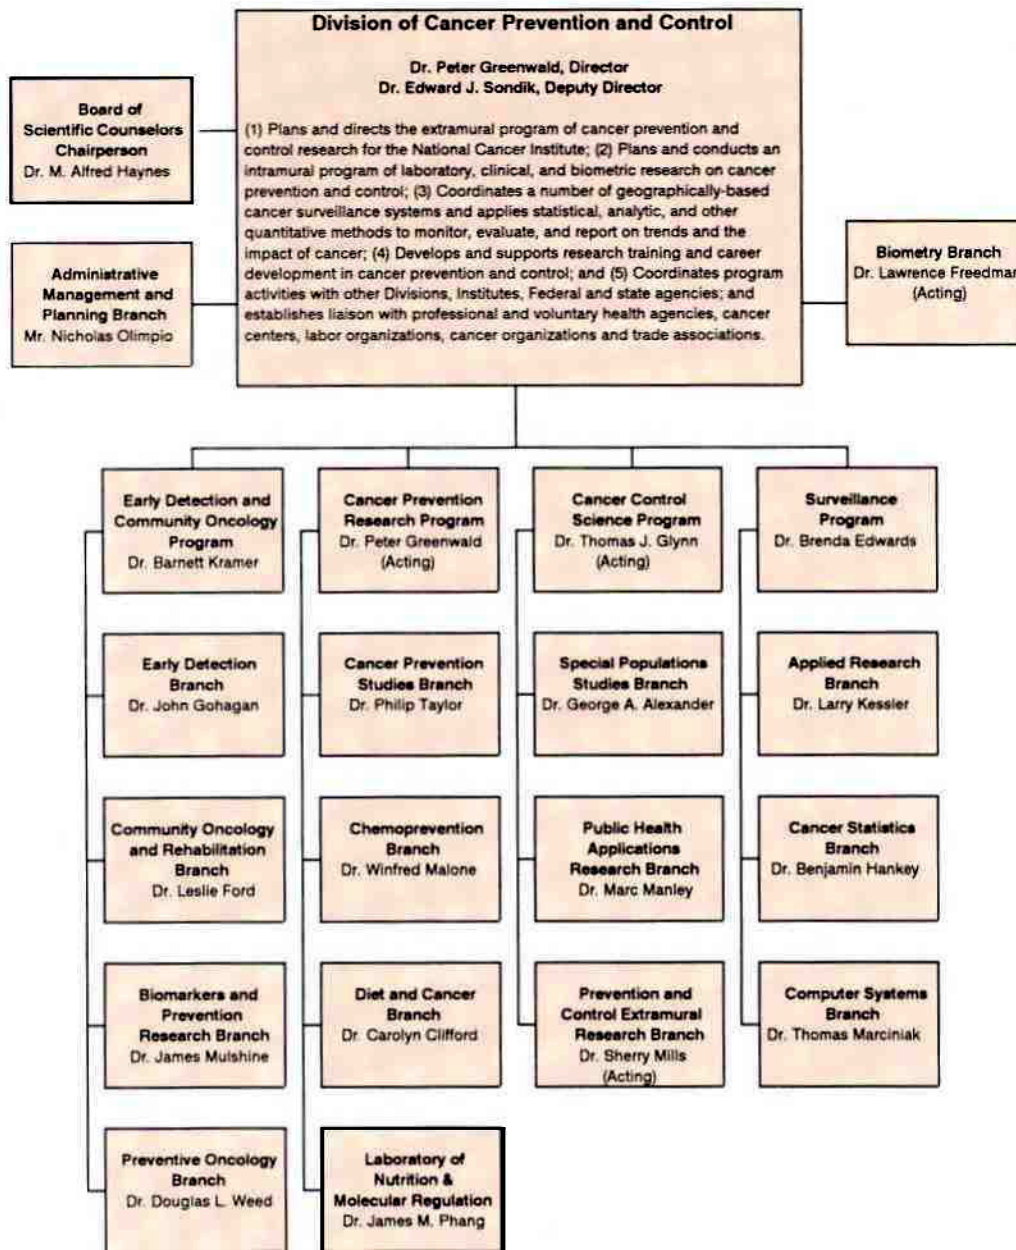 Division of Cancer Prevention and Control
Dr. Peter Greenwald, Director
Dr. Edward J. Sondik, Deputy Director
(1) Plans and directs the extramural program of cancer prevention and
control research for the National Cancer Institute; (2) Plans and conducts an
intramural program of laboratory, clinical, and biometric research on cancer
prevention and control; (3) Coordinates a number of geographically-based
cancer surveillance systems and applies statistical, analytic, and other
quantitative methods to monitor, evaluate, and report on trends and the
impact of cancer; (4) Develops and supports research training and career
development in cancer prevention and control; and (5) Coordinates program
activities with other Divisions, Institutes, Federal and state agencies; and
establishes liaison with professional and voluntary health agencies, cancer
centers, labor organizations, cancer organizations and trade associations.
Board of
Scientific Counselors
Chairperson
Dr. M. Alfred Haynes
Administrative
Management and
Planning Branch
Mr. Nicholas Olimpio
Biometry Branch
Dr. Lawrence Freedman
(Acting)
Early Detection and
Community Oncology
Program
Dr. Barnett Kramer
Cancer Prevention
Research Program
Dr. Peter Greenwald
(Acting)
Cancer Control
Science Program
Dr. Thomas J. Glynn
(Acting)
Surveillance
Program
Dr. Brenda Edwards
Early Detection
Branch
Dr. John Gohagan
Cancer Prevention
Studies Branch
Dr. Philip Taylor
Special Populations
Studies Branch
Dr. George A. Alexander
Applied Research
Branch
Dr. Larry Kessler
Community Oncology
and Rehabilitation
Branch
Dr. Leslie Ford
Chemoprevention
Branch
Dr. Winfred Malone
Public Health
Applications
Research Branch
Dr. Marc Manley
Cancer Statistics
Branch
Dr. Benjamin Hankey
Biomarkers and
Prevention
Research Branch
Dr. James Mulshine
Diet and Cancer
Branch
Dr. Carolyn Clifford
Prevention and
Control Extramural
Research Branch
Dr. Sherry Mills
(Acting)
Computer Systems
Branch
Dr. Thomas Marciniak
Preventive Oncology
Branch
Dr. Douglas L. Weed
Laboratory of
Nutrition &
Molecular Regulation
Dr. James M. Phang